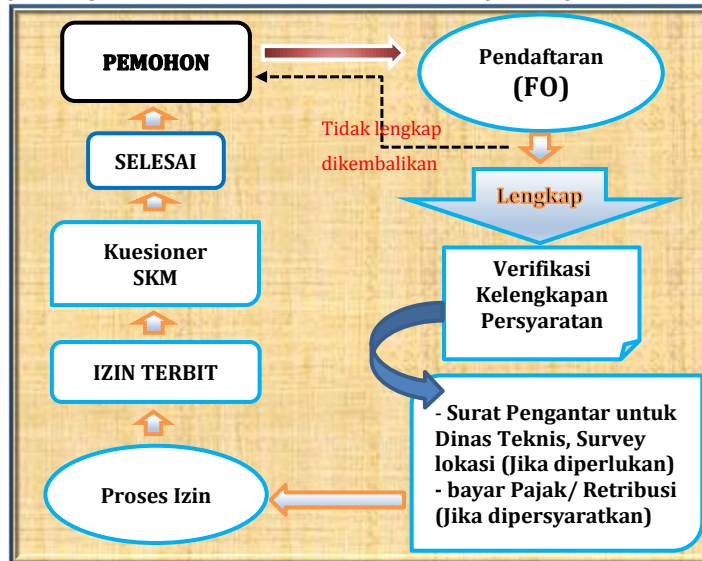 PEMOHON
Pendaftaran
(FO)
Tidak lengkap
dikembalikan
Lengkap
Verifikasi
Kelengkapan
Persyaratan
- Surat Pengantar untuk
Dinas Teknis, Survey
lokasi (Jika diperlukan)
- bayar Pajak/ Retribusi
(Jika dipersyaratkan)
Proses Izin
IZIN TERBIT
Kuesioner
SKM
SELESAI